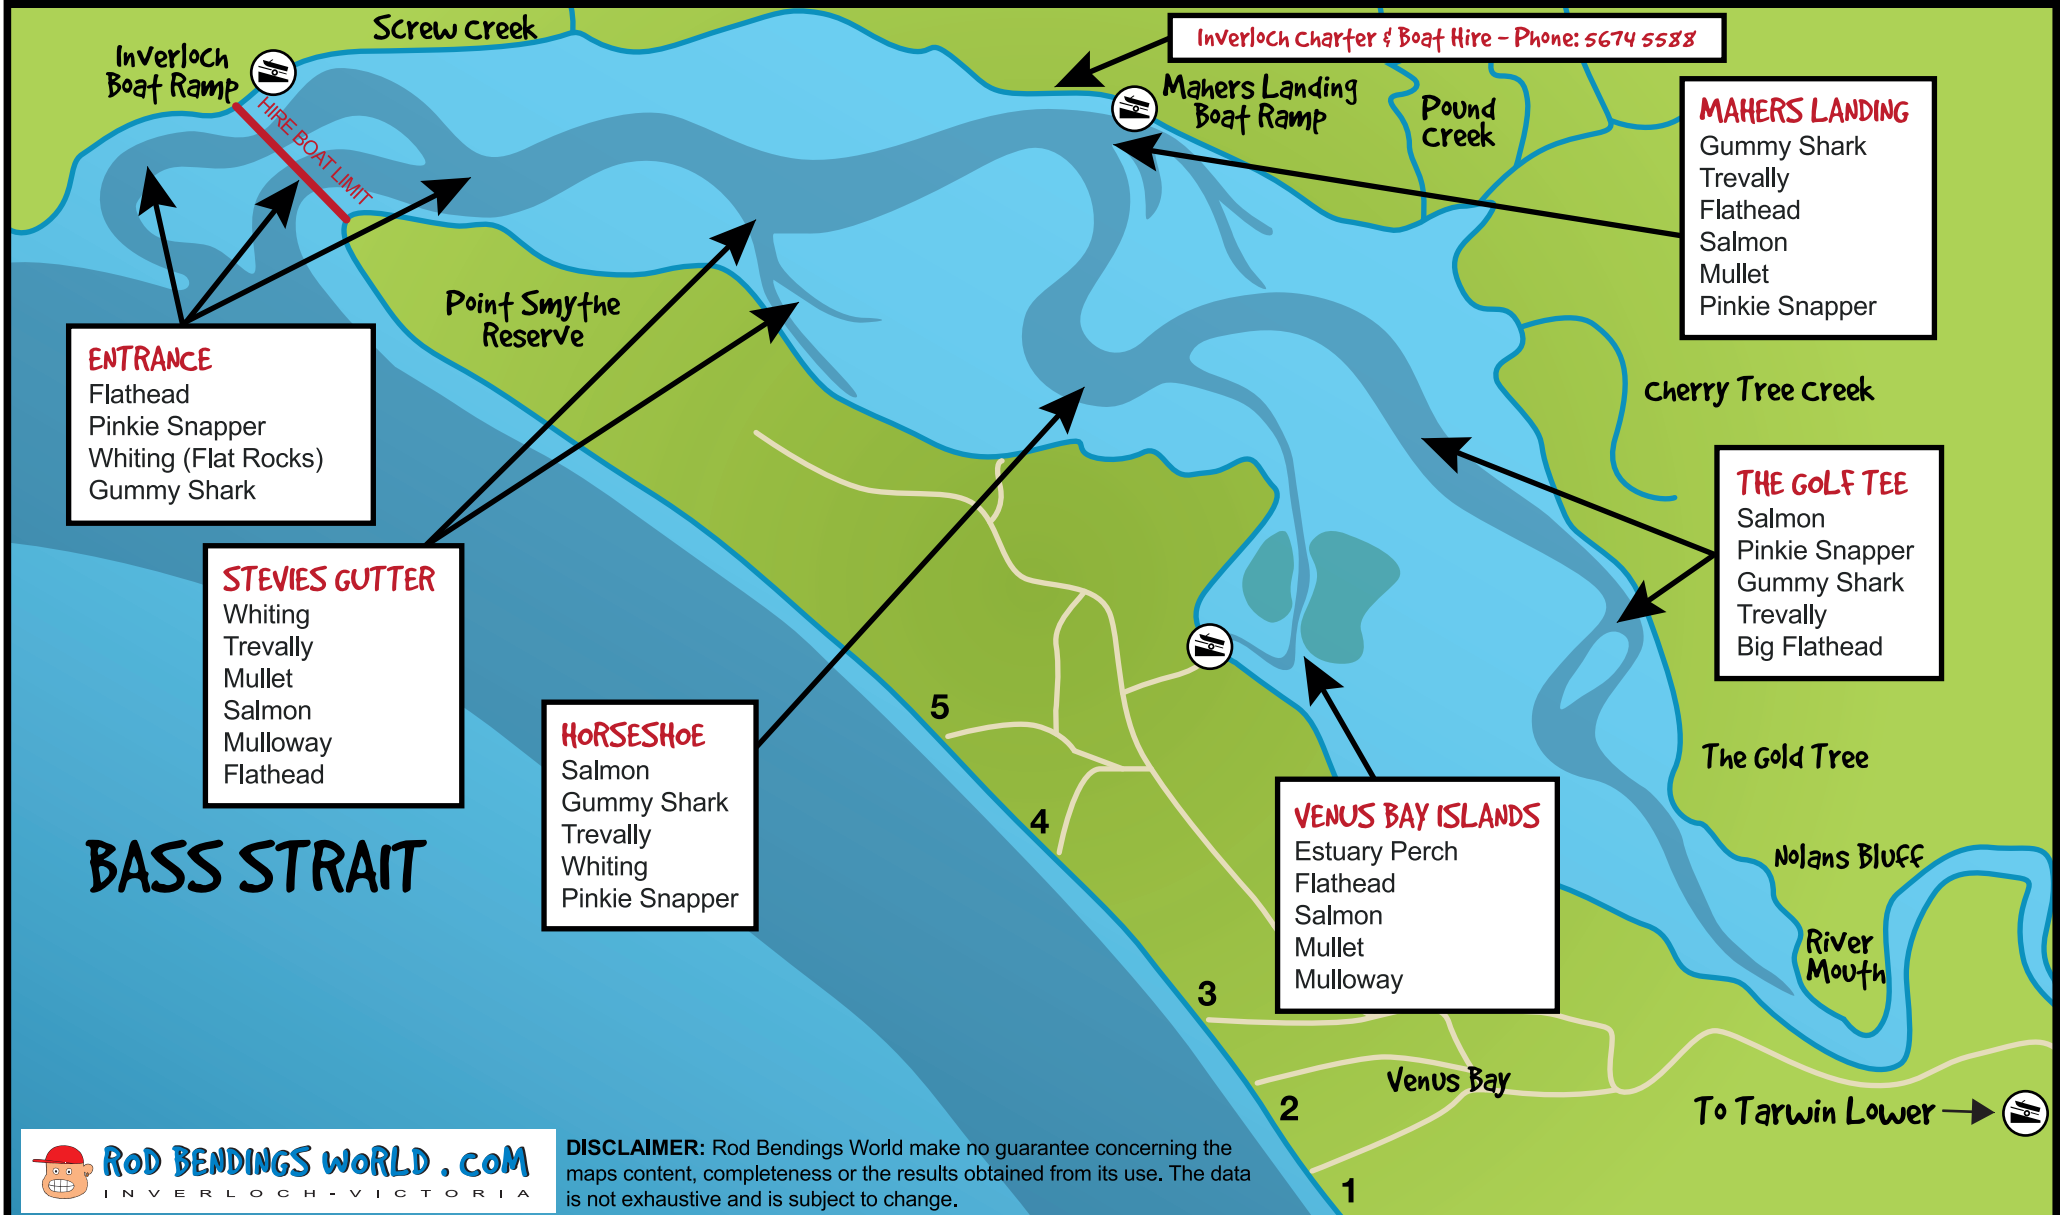 Screw Creek
Inverloch
Boat Ramp
HIRE BOAT LIMIT
Inverloch Charter & Boat Hire - Phone: 5674 5588
Mahers Landing
Boat Ramp
Pound
Creek
MAHERS LANDING
Gummy Shark
Trevally
Flathead
Salmon
Mullet
Pinkie Snapper
Point Smythe
Reserve
ENTRANCE
Flathead
Pinkie Snapper
Whiting (Flat Rocks)
Gummy Shark
Cherry Tree Creek
THE GOLF TEE
Salmon
Pinkie Snapper
Gummy Shark
Trevally
Big Flathead
STEVIES GUTTER
Whiting
Trevally
Mullet
Salmon
Mulloway
Flathead
HORSESHOE
Salmon
Gummy Shark
Trevally
Whiting
Pinkie Snapper
5
4
3
2
1
The Gold Tree
VENUS BAY ISLANDS
Estuary Perch
Flathead
Salmon
Mullet
Mulloway
BASS STRAIT
Nolans Bluff
River
Mouth
Venus Bay
To Tarwin Lower
ROD BENDINGS WORLD.COM
INVERLOCH-VICTORIA
DISCLAIMER: Rod Bendings World make no guarantee concerning the
maps content, completeness or the results obtained from its use. The data
is not exhaustive and is subject to change.